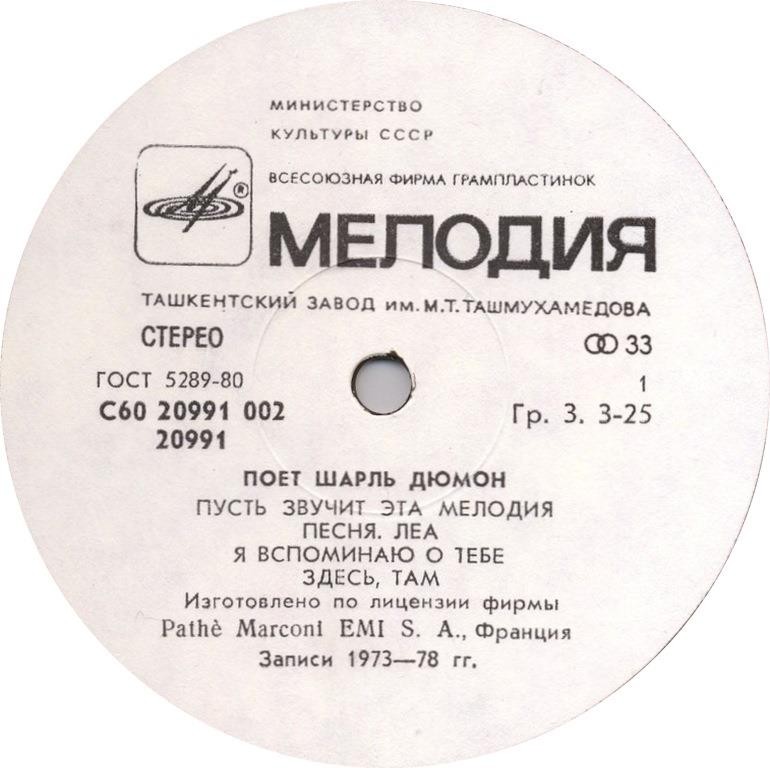 МИНИСТЕРСТВО
КУЛЬТУРЫ СССР
ВСЕСОЮЗНАЯ ФИРМА ГРАМПЛАСТИНОК
®
МЕЛОДИЯ
ТАШКЕНТСКИЙ ЗАВОД ИМ. М. Т. ТАШМУХАМЕДОВА
СТЕРЕО
33
ГОСТ 5289-80
1
С60 20991 002
Гр. 3. 3-25
20991
ПОЕТ ШАРЛЬ ДЮМОН
ПУСТЬ ЗВУЧИТ ЭТА МЕЛОДИЯ
ПЕСНЯ. ЛЕА
Я ВСПОМИНАЮ О ТЕБЕ
ЗДЕСЬ, ТАМ
Изготовлено по лицензии фирмы
Pathè Marconi EMI S. A., Франция
Записи 1973—78 гг.